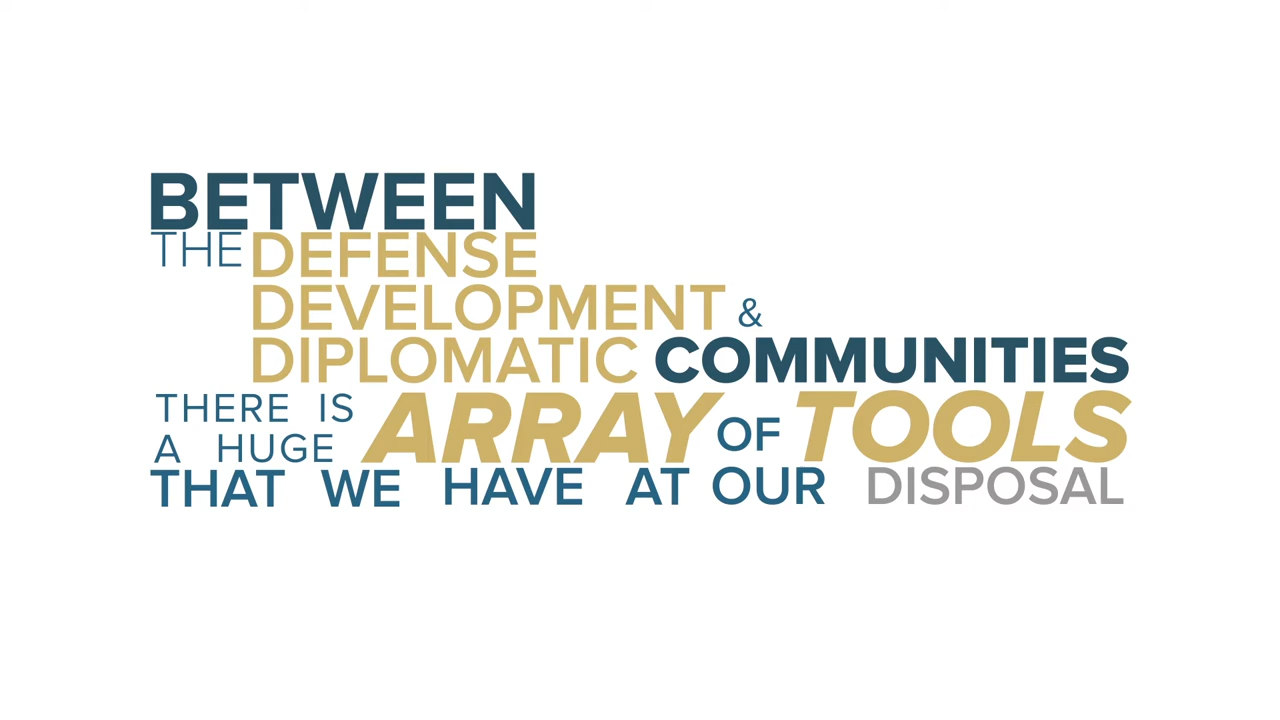 BETWEEN
THE DEFENSE
DEVELOPMENT &
DIPLOMATIC COMMUNITIES
THERE IS
A HUGE ARRAY OF TOOLS
THAT WE HAVE AT OUR DISPOSAL